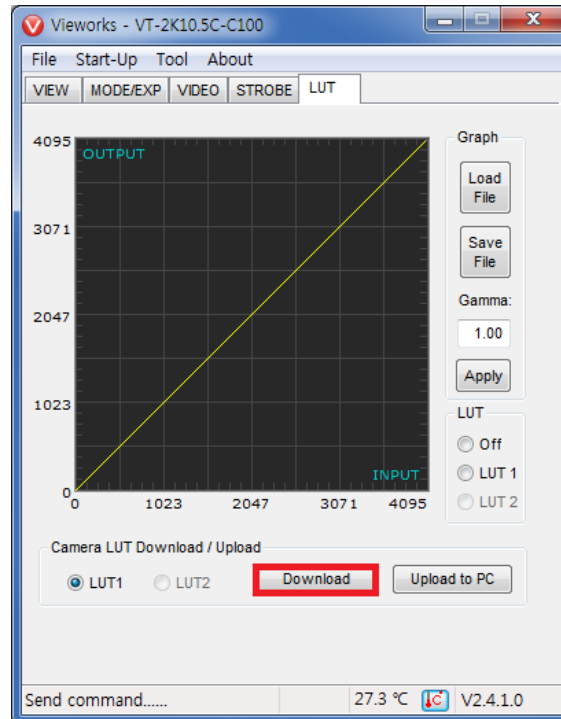 Vieworks - VT-2K10.5C-C100
File Start-Up Tool About
VIEW MODE/EXP VIDEO STROBE LUT
4095
OUTPUT
3071
2047
1023
0
INPUT
0 1023 2047 3071 4095
Graph
Load
File
Save
File
Gamma:
1.00
Apply
LUT
Off
LUT 1
LUT 2
Camera LUT Download / Upload
LUT1 LUT2 Download Upload to PC
Send command...... 27.3 ℃ C V2.4.1.0